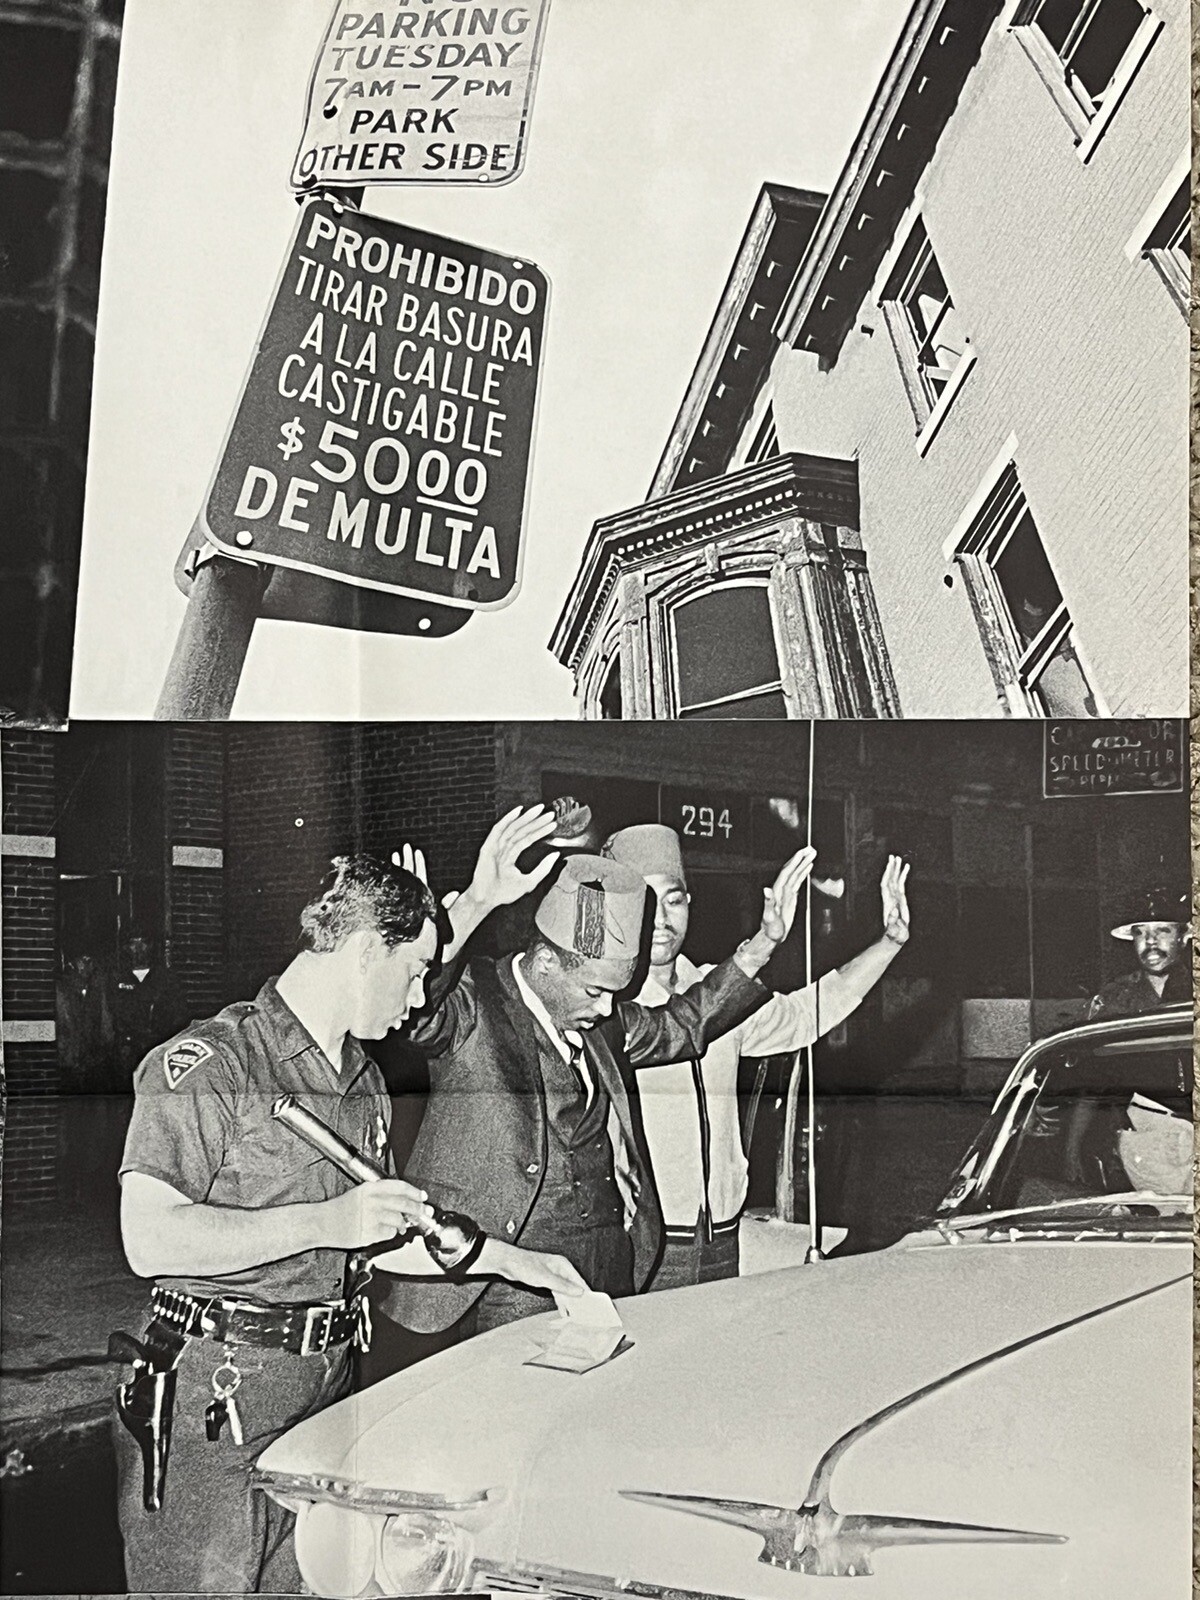 PARKING
TUESDAY
7AM-7PM
PARK
OTHER SIDE
PROHIBIDO
TIRAR BASURA
A LA CALLE
CASTIGABLE
$5000
DE MULTA
294
SPEEDOMETER